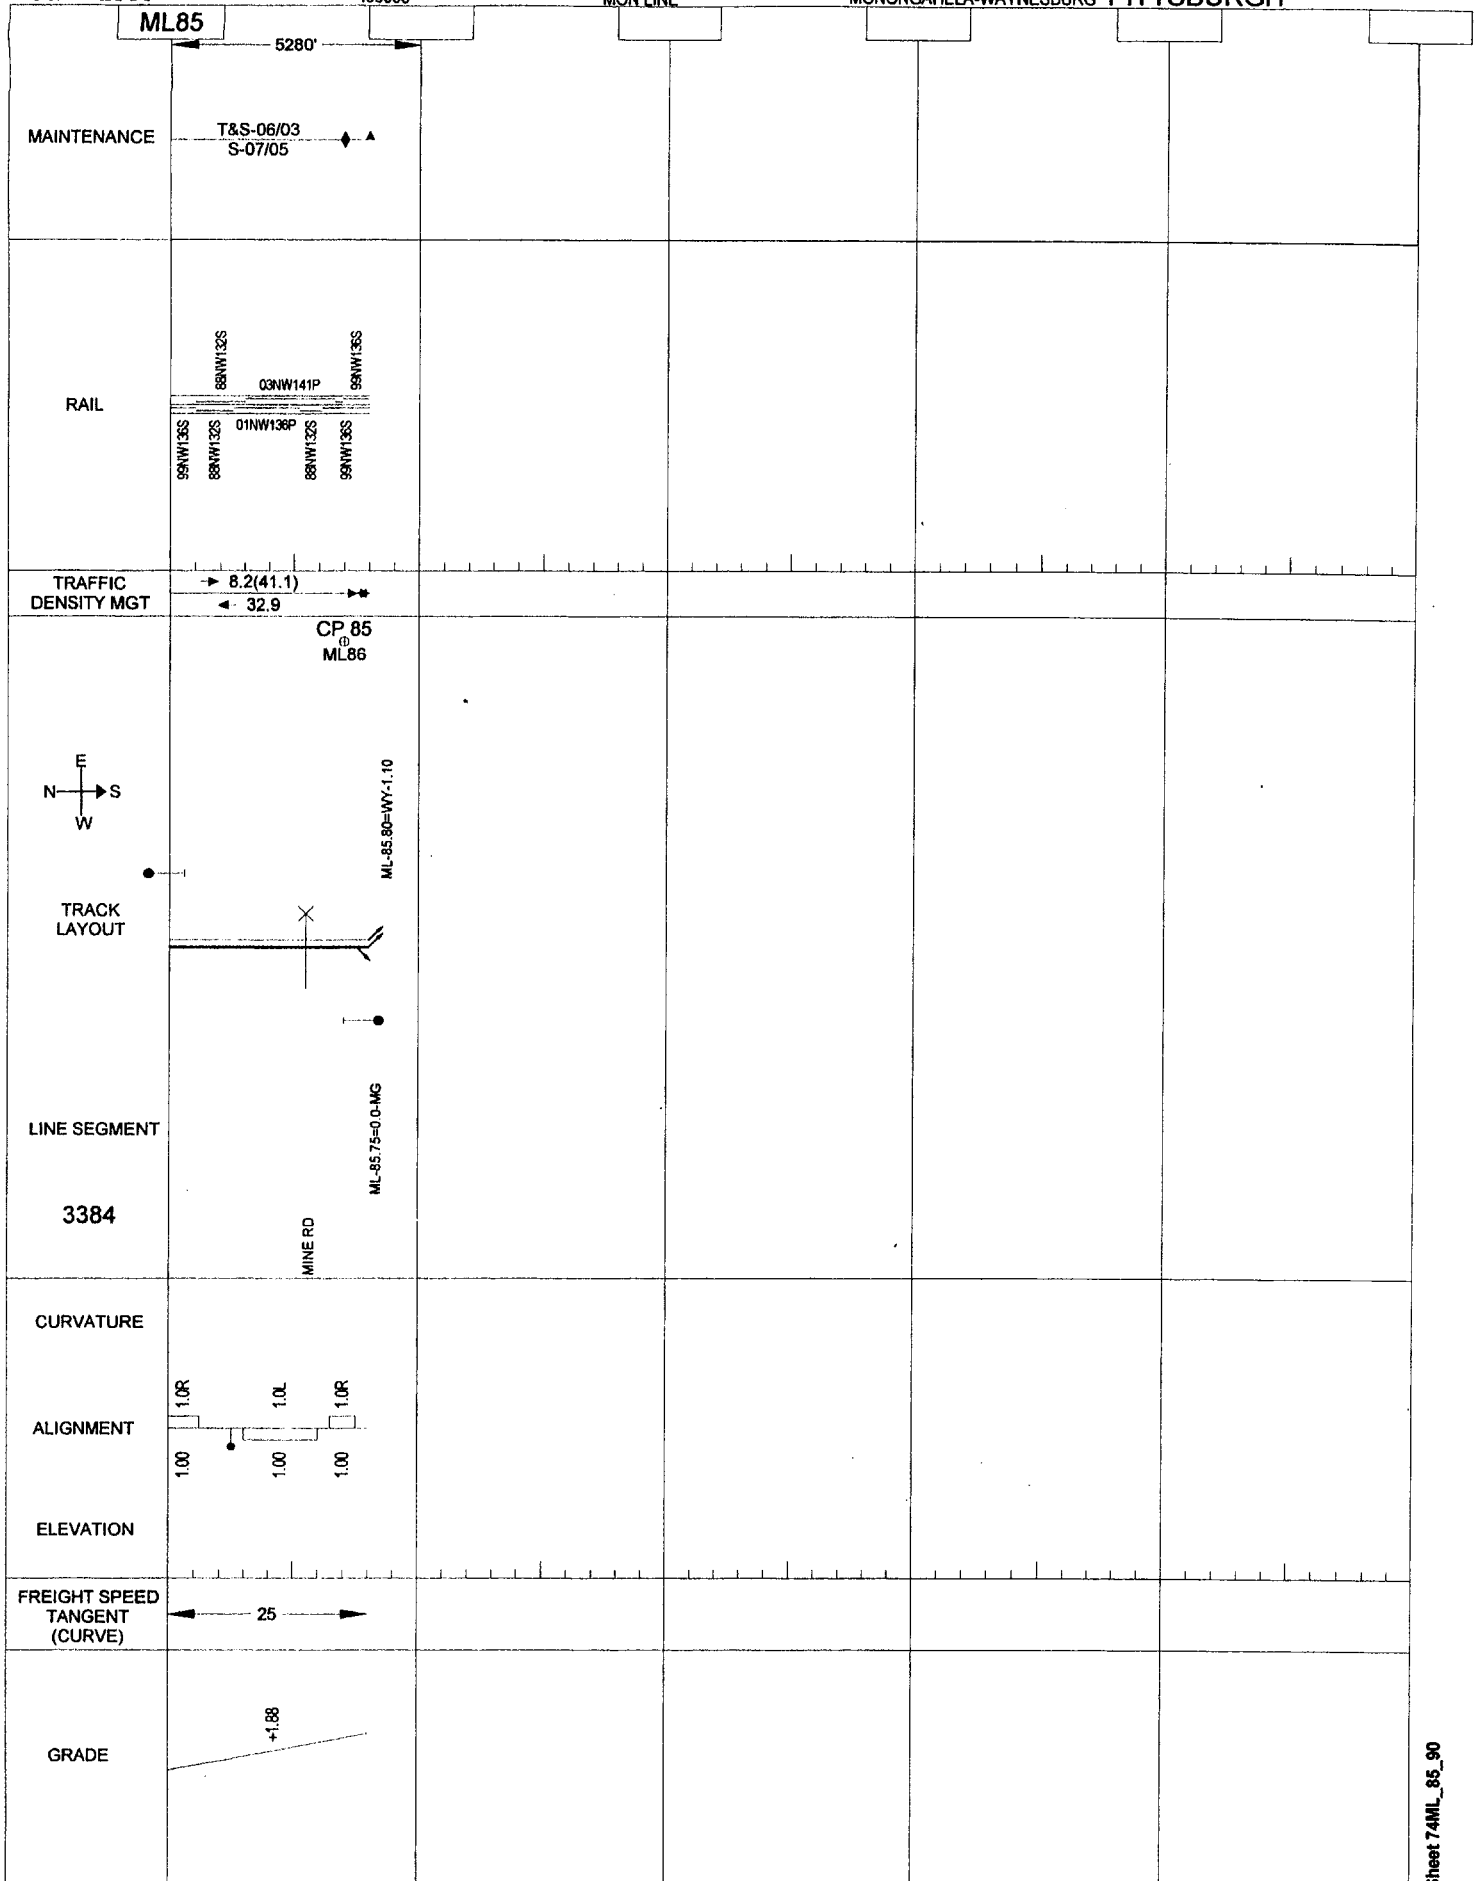 MON LINE
MONONGAHELA-WAYNESBURG PITTSBURGH
ML85
5280'
MAINTENANCE
T&S-06/03
S-07/05
RAIL
88NW132S
03NW141P
99NW136S
99NW136S
88NW132S
01NW136P
88NW132S
99NW136S
TRAFFIC
DENSITY MGT
8.2(41.1)
32.9
CP 85
ML86
E
N S
W
ML-85.80=WY-1.10
TRACK
LAYOUT
LINE SEGMENT
ML-85.75=0.0-MG
3384
MINE RD
CURVATURE
1.0R
1.0L
1.0R
ALIGNMENT
1.00
1.00
1.00
ELEVATION
FREIGHT SPEED
TANGENT
(CURVE)
25
GRADE
+1.88
Sheet 74ML_85_90